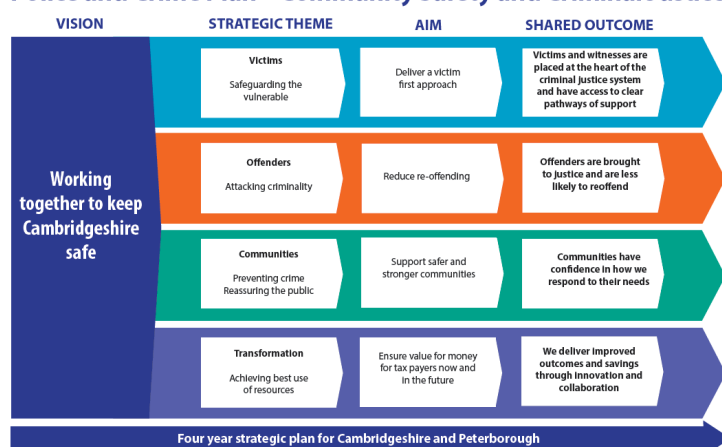 VISION
STRATEGIC THEME
AIM
SHARED OUTCOME
Working
together to keep
Cambridgeshire
safe
Victims
Safeguarding the
vulnerable
Deliver a victim
first approach
Victims and witnesses are
placed at the heart of the
criminal justice system
and have access to clear
pathways of support
Offenders
Attacking criminality
Reduce re-offending
Offenders are brought
to justice and are less
likely to reoffend
Communities
Preventing crime
Reassuring the public
Support safer and
stronger communities
Communities have
confidence in how we
respond to their needs
Transformation
Achieving best use
of resources
Ensure value for money
for tax payers now and
in the future
We deliver improved
outcomes and savings
through innovation and
collaboration
Four year strategic plan for Cambridgeshire and Peterborough